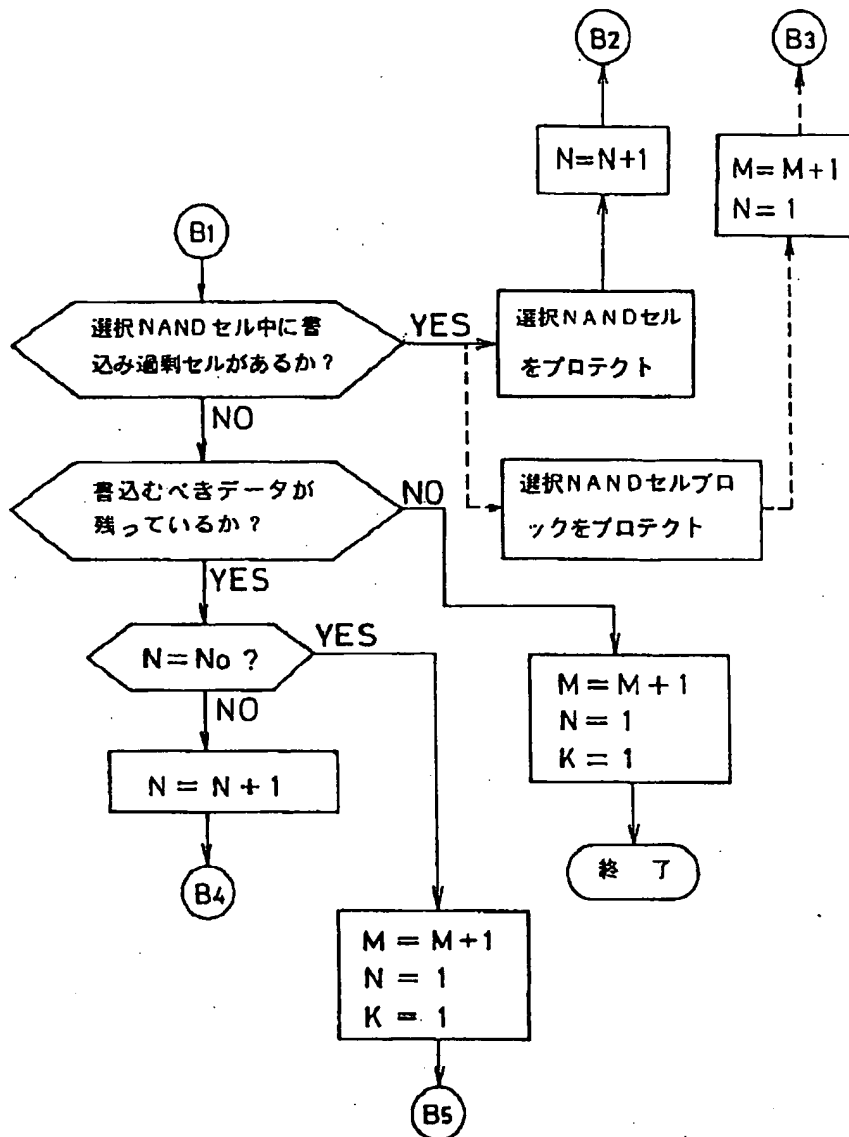 B2
B3
N=N+1
M=M+1
N=1
B1
選択NANDセル中に書
込み過剰セルがあるか？
YES
選択NANDセル
をプロテクト
NO
書込むべきデータが
残っているか？
NO
選択NANDセルブロ
ックをプロテクト
YES
N=No？
YES
NO
M=M+1
N=1
K=1
N=N+1
終了
B4
M=M+1
N=1
K=1
B5